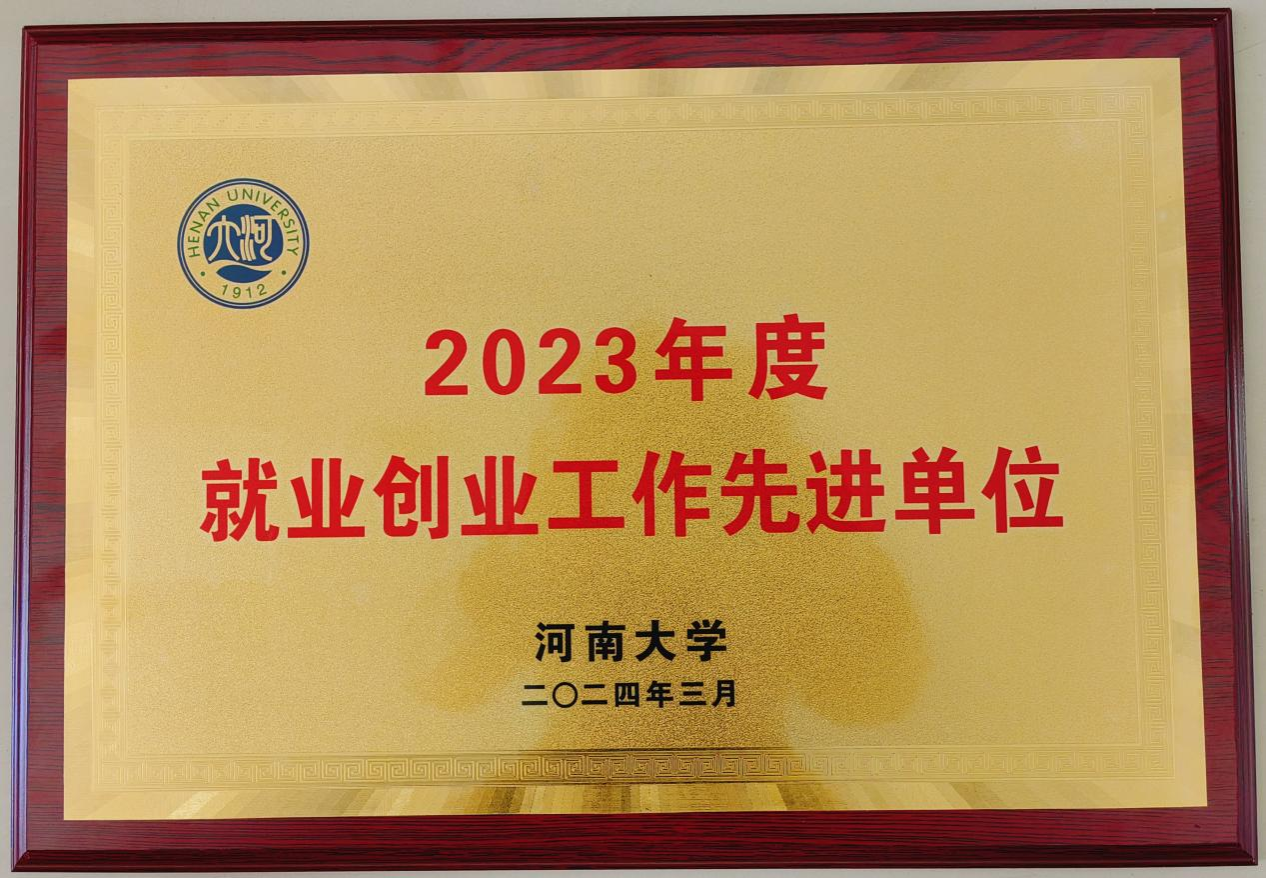 HENAN UNIVERSITY
河大
1912
2023年度
就业创业工作先进单位
河南大学
二〇二四年三月